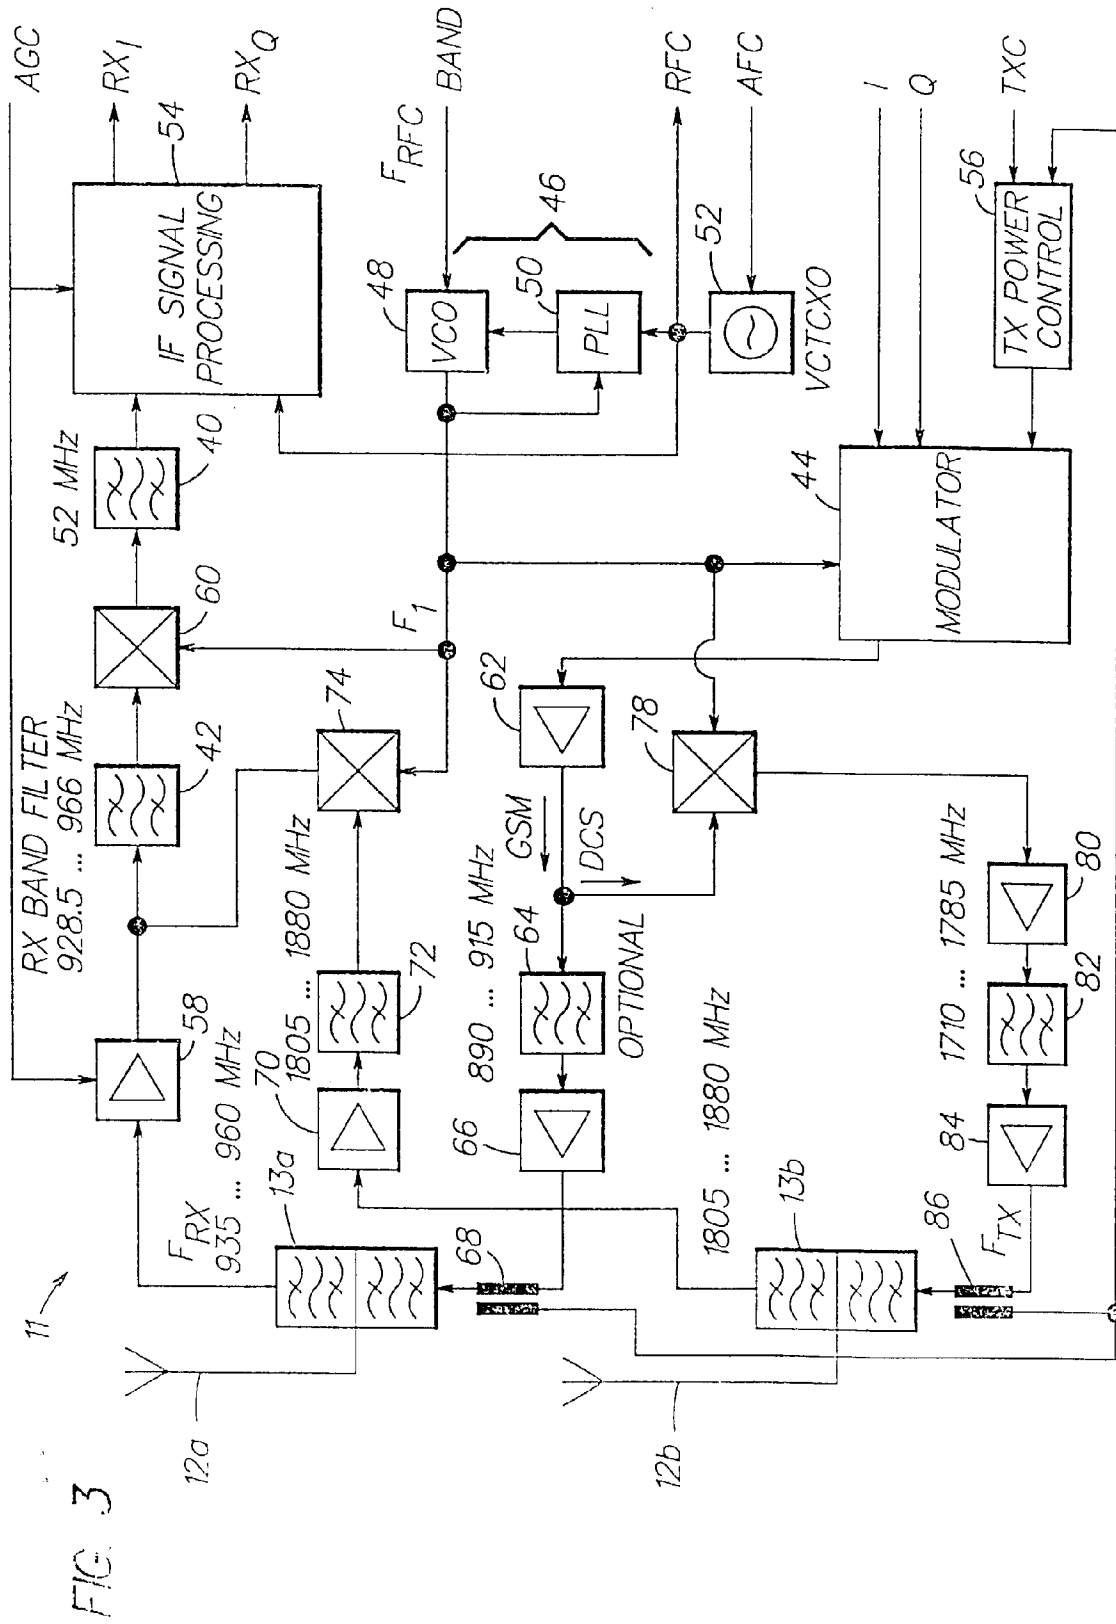 FIG. 3
11
12a
12b
AGC
RX BAND FILTER
928.5 ... 966 MHz
52 MHz
58
42
60
40
IF SIGNAL
PROCESSING
54
RX_I
RX_Q
F_RX
935 ... 960 MHz
13a
70
1805 ... 1880 MHz
72
74
F_1
48
VCO
F_RFC
BAND
50
PLL
46
RFC
52
VCTCXO
AFC
68
66
890 ... 915 MHz
64
OPTIONAL
GSM
DCS
62
78
44
MODULATOR
I
Q
TXC
56
TX POWER
CONTROL
1805 ... 1880 MHz
13b
86
F_TX
84
1710 ... 1785 MHz
82
80